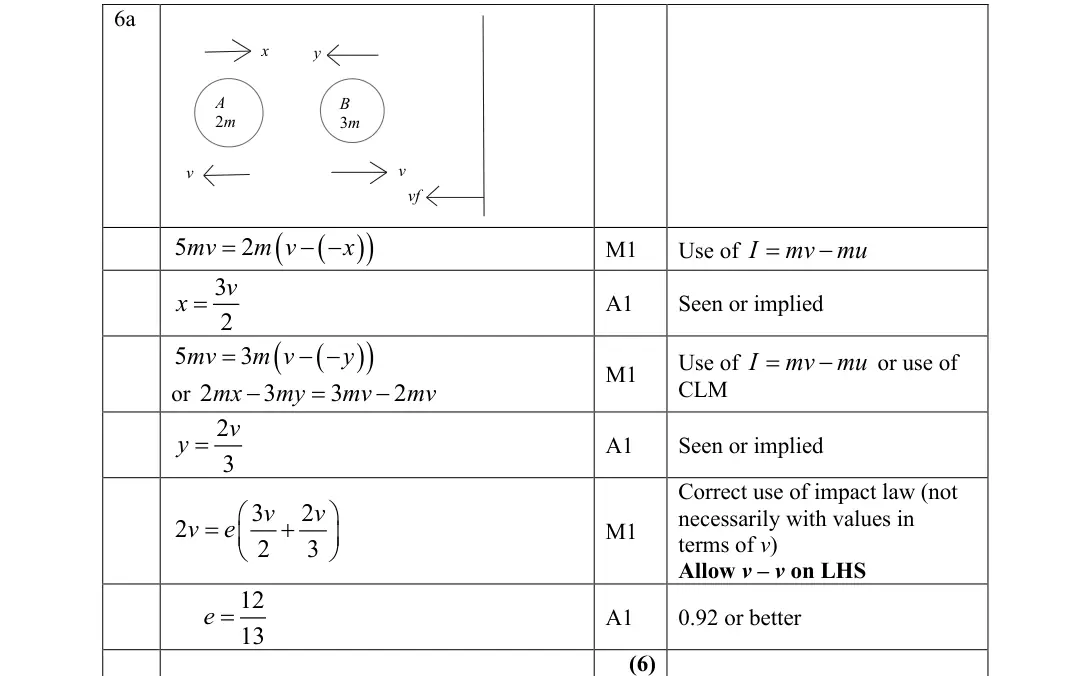 6a
x
y
A
2m
B
3m
v
v
vf
5mv = 2m(v − (−x))
M1
Use of I = mv − mu
x = 3v/2
A1
Seen or implied
5mv = 3m(v − (−y))
or 2mx − 3my = 3mv − 2mv
M1
Use of I = mv − mu or use of
CLM
y = 2v/3
A1
Seen or implied
2v = e(3v/2 + 2v/3)
M1
Correct use of impact law (not
necessarily with values in
terms of v)
Allow v – v on LHS
e = 12/13
A1
0.92 or better
(6)